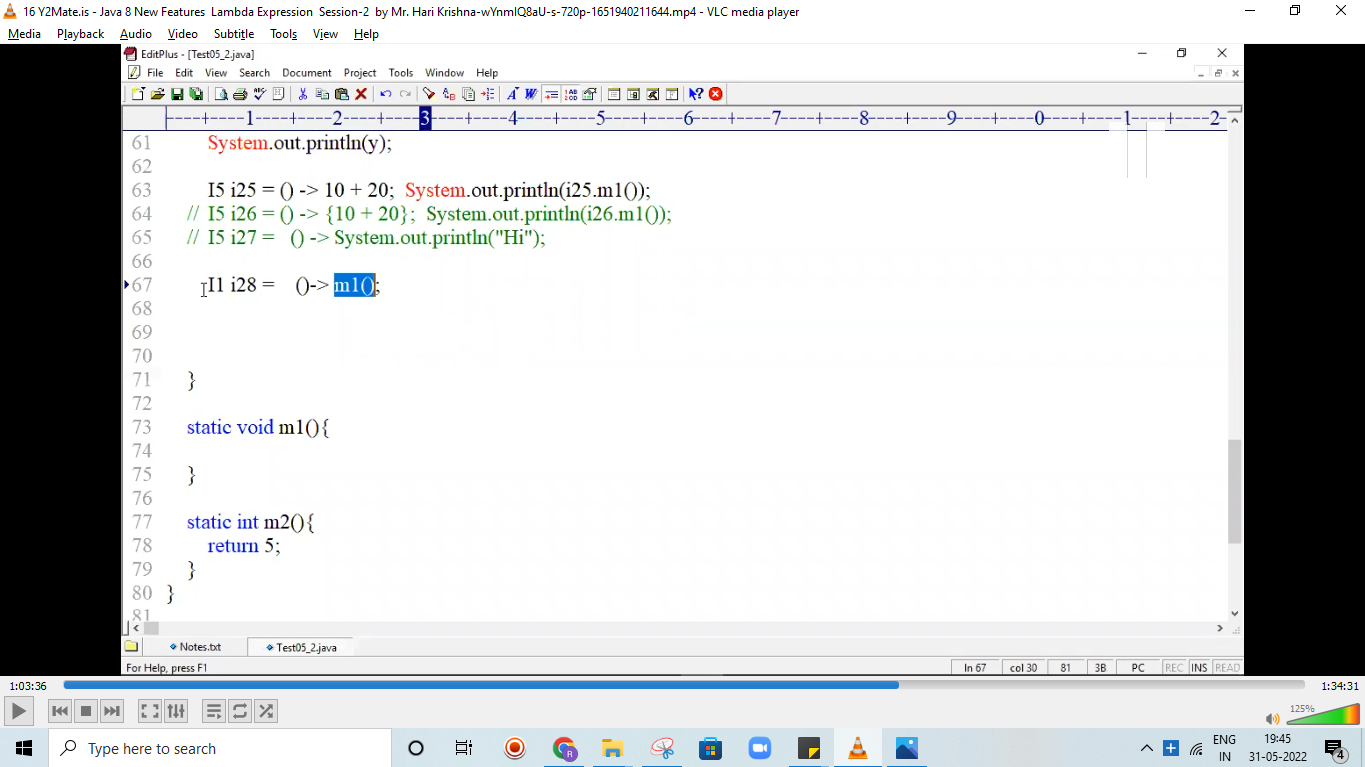 16 Y2Mate.is - Java 8 New Features Lambda Expression Session-2 by Mr. Hari Krishna-wYnmlQ8aU-s-720p-1651940211644.mp4 - VLC media player
Media Playback Audio Video Subtitle Tools View Help
EditPlus - [Test05_2.java]
File Edit View Search Document Project Tools Window Help
----+----1----+----2----+----3----+----4----+----5----+----6----+----7----+----8----+----9----+----0----+----1----+----2-
61 System.out.println(y);
62
63 I5 i25 = () -> 10 + 20; System.out.println(i25.m1());
64 // I5 i26 = () -> {10 + 20}; System.out.println(i26.m1());
65 // I5 i27 = () -> System.out.println("Hi");
66
67 I1 i28 = ()-> m1();
68
69
70
71 }
72
73 static void m1(){
74
75 }
76
77 static int m2(){
78 return 5;
79 }
80 }
81
Notes.txt Test05_2.java
For Help, press F1 ln 67 col 30 81 3B PC REC INS READ
1:03:36 1:34:31
125%
Type here to search
ENG 19:45
IN 31-05-2022 4